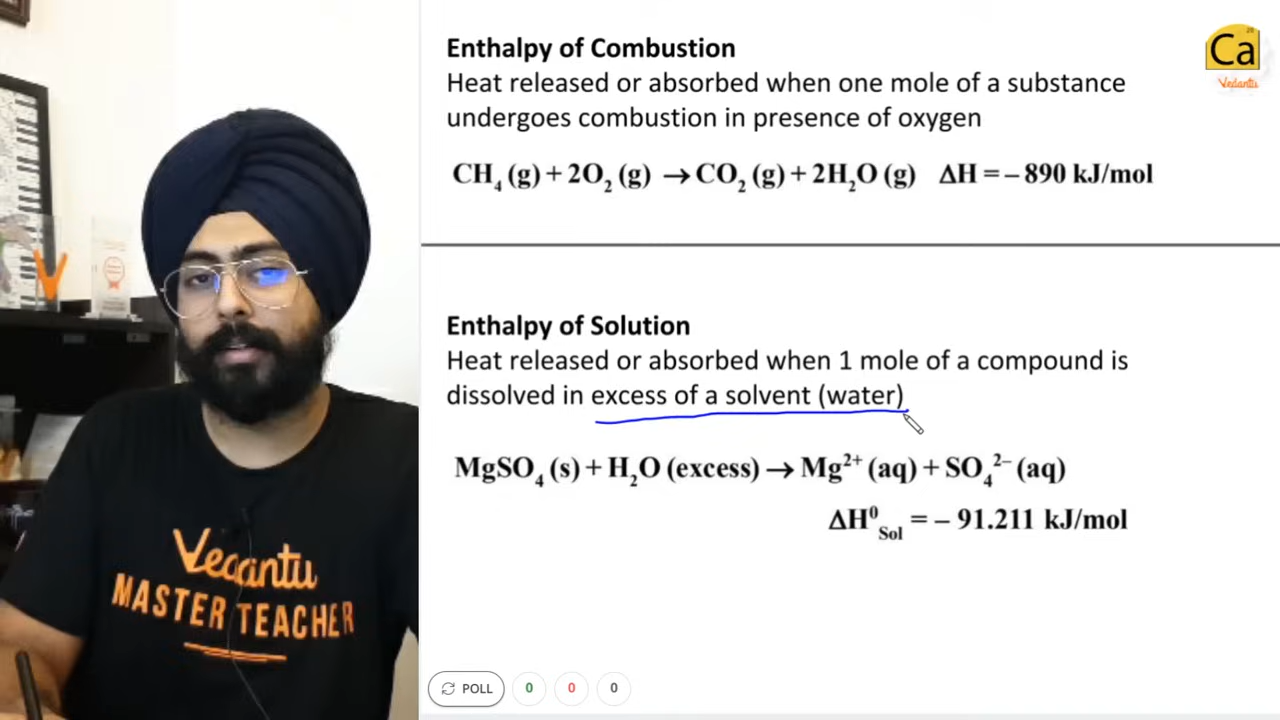 Ca
Vedantu
Enthalpy of Combustion
Heat released or absorbed when one mole of a substance
undergoes combustion in presence of oxygen
CH₄ (g) + 2O₂ (g) → CO₂ (g) + 2H₂O (g) ΔH = – 890 kJ/mol
Enthalpy of Solution
Heat released or absorbed when 1 mole of a compound is
dissolved in excess of a solvent (water)
MgSO₄ (s) + H₂O (excess) → Mg²⁺ (aq) + SO₄²⁻ (aq)
ΔH⁰Sol = – 91.211 kJ/mol
Vedantu
MASTER TEACHER
POLL 0 0 0